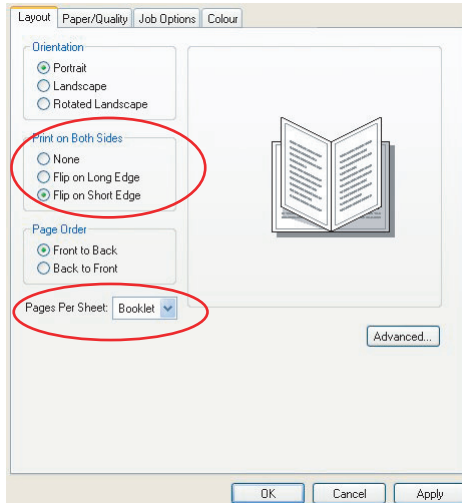 Layout Paper/Quality Job Options Colour
Orientation
Portrait
Landscape
Rotated Landscape
Print on Both Sides
None
Flip on Long Edge
Flip on Short Edge
Page Order
Front to Back
Back to Front
Pages Per Sheet: Booklet
Advanced...
OK Cancel Apply